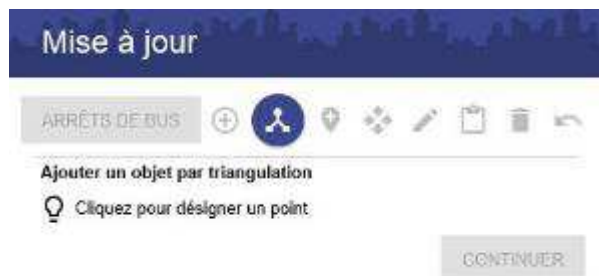 Mise à jour
ARRÊTS DE BUS
Ajouter un objet par triangulation
Cliquez pour désigner un point
CONTINUER